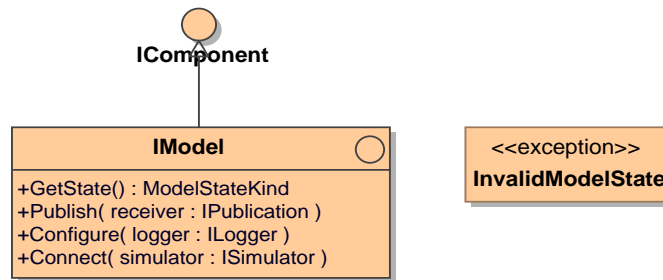 IComponent
IModel
+GetState() : ModelStateKind
+Publish( receiver : IPublication )
+Configure( logger : ILogger )
+Connect( simulator : ISimulator )
<<exception>>
InvalidModelState